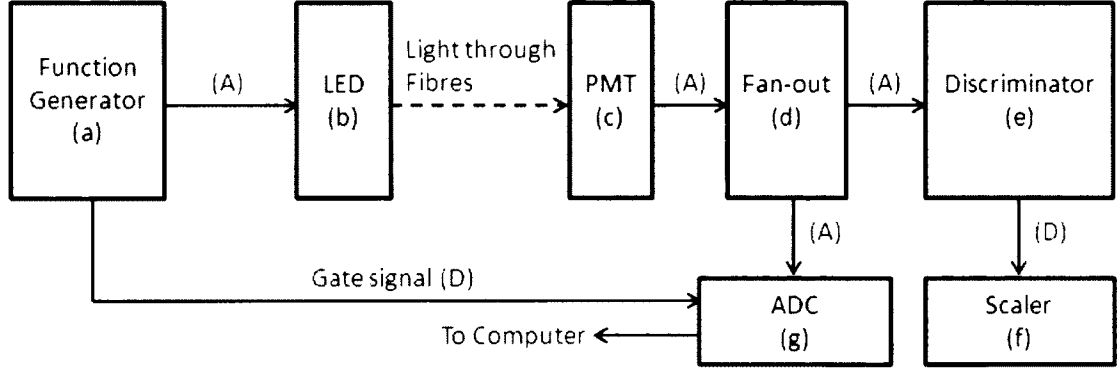 Function
Generator
(a)
(A)
LED
(b)
Light through
Fibres
PMT
(c)
(A)
Fan-out
(d)
(A)
Discriminator
(e)
(A)
(D)
Gate signal (D)
To Computer
ADC
(g)
Scaler
(f)